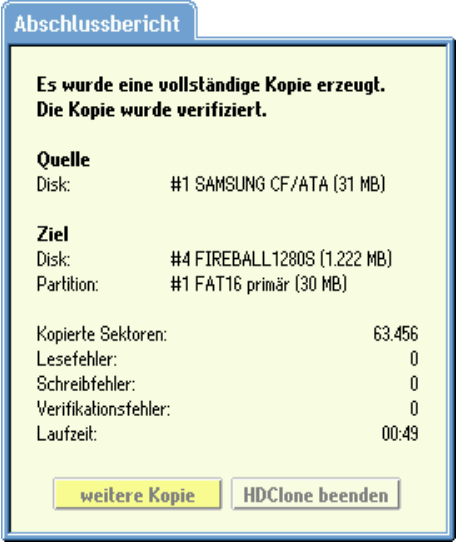 Abschlussbericht
Es wurde eine vollständige Kopie erzeugt.
Die Kopie wurde verifiziert.
Quelle
Disk: #1 SAMSUNG CF/ATA (31 MB)
Ziel
Disk: #4 FIREBALL1280S (1.222 MB)
Partition: #1 FAT16 primär (30 MB)
Kopierte Sektoren: 63.456
Lesefehler: 0
Schreibfehler: 0
Verifikationsfehler: 0
Laufzeit: 00:49
weitere Kopie HDClone beenden